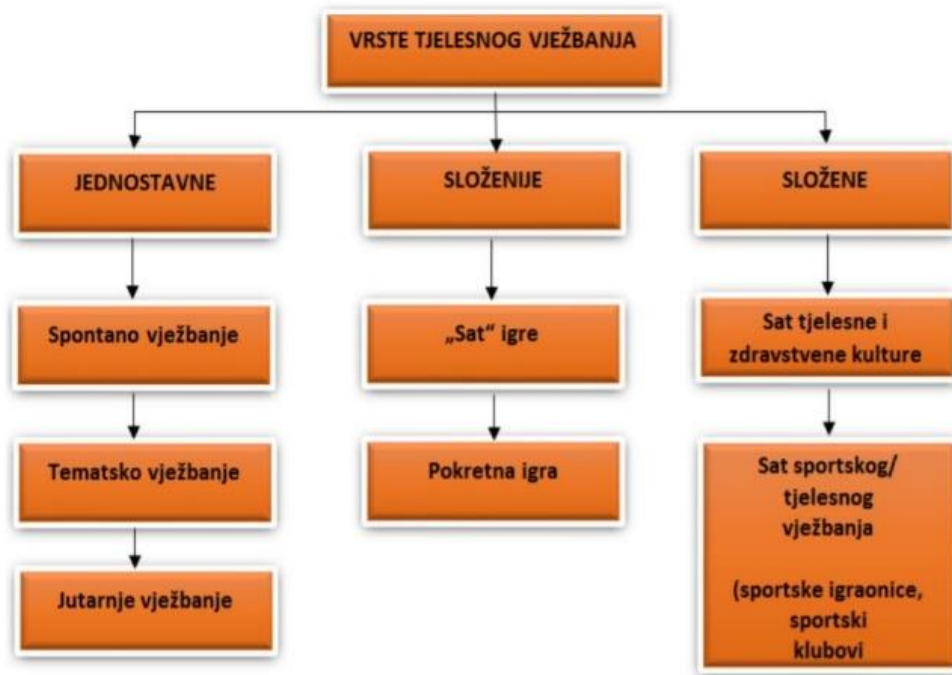 VRSTE TJELESNOG VJEŽBANJA
JEDNOSTAVNE
SLOŽENIJE
SLOŽENE
Spontano vježbanje
„Sat“ igre
Sat tjelesne i
zdravstvene kulture
Tematsko vježbanje
Pokretna igra
Sat sportskog/
tjelesnog
vježbanja
(sportske igraonice,
sportski
klubovi
Jutarnje vježbanje